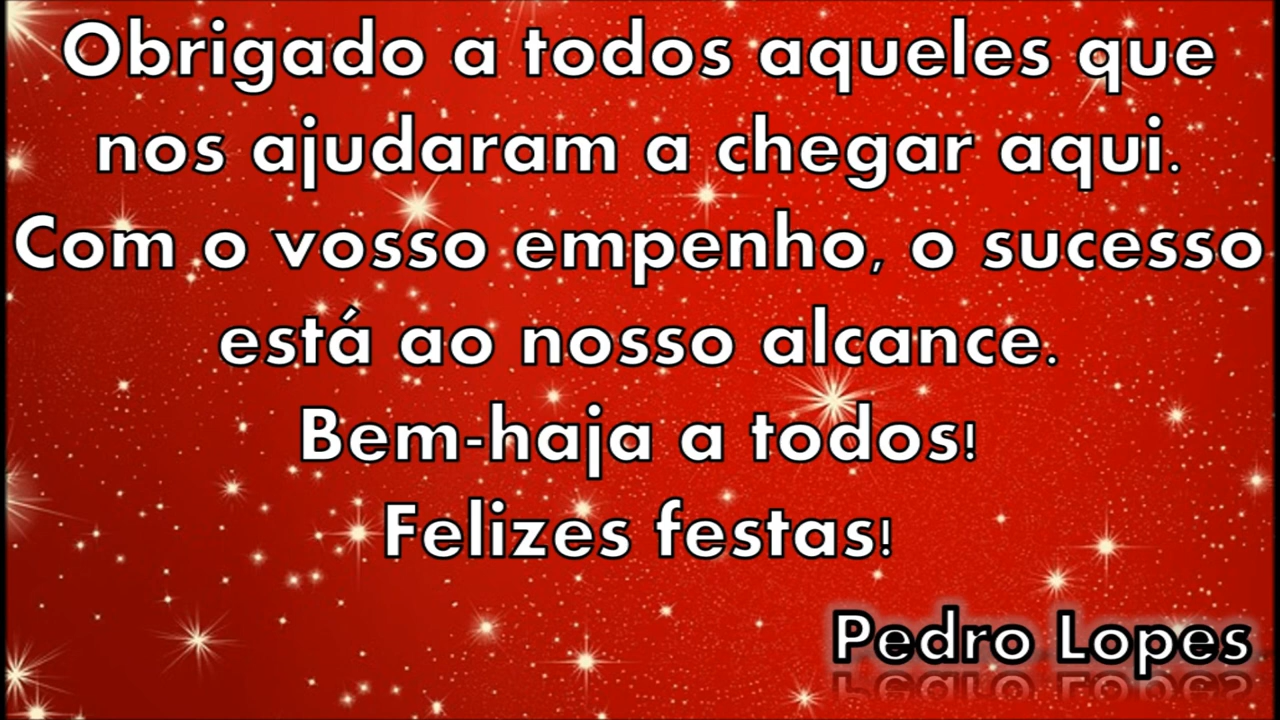 Obrigado a todos aqueles que
nos ajudaram a chegar aqui.
Com o vosso empenho, o sucesso
está ao nosso alcance.
Bem-haja a todos!
Felizes festas!
Pedro Lopes